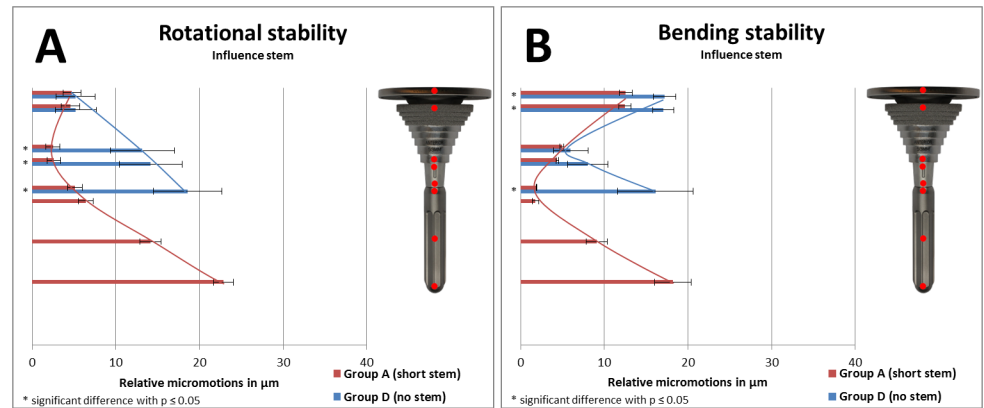 A
Rotational stability
Influence stem
*
*
*
0 10 20 30 40
Relative micromotions in µm
Group A (short stem)
Group D (no stem)
* significant difference with p ≤ 0.05
B
Bending stability
Influence stem
*
*
*
0 10 20 30 40
Relative micromotions in µm
Group A (short stem)
Group D (no stem)
* significant difference with p ≤ 0.05